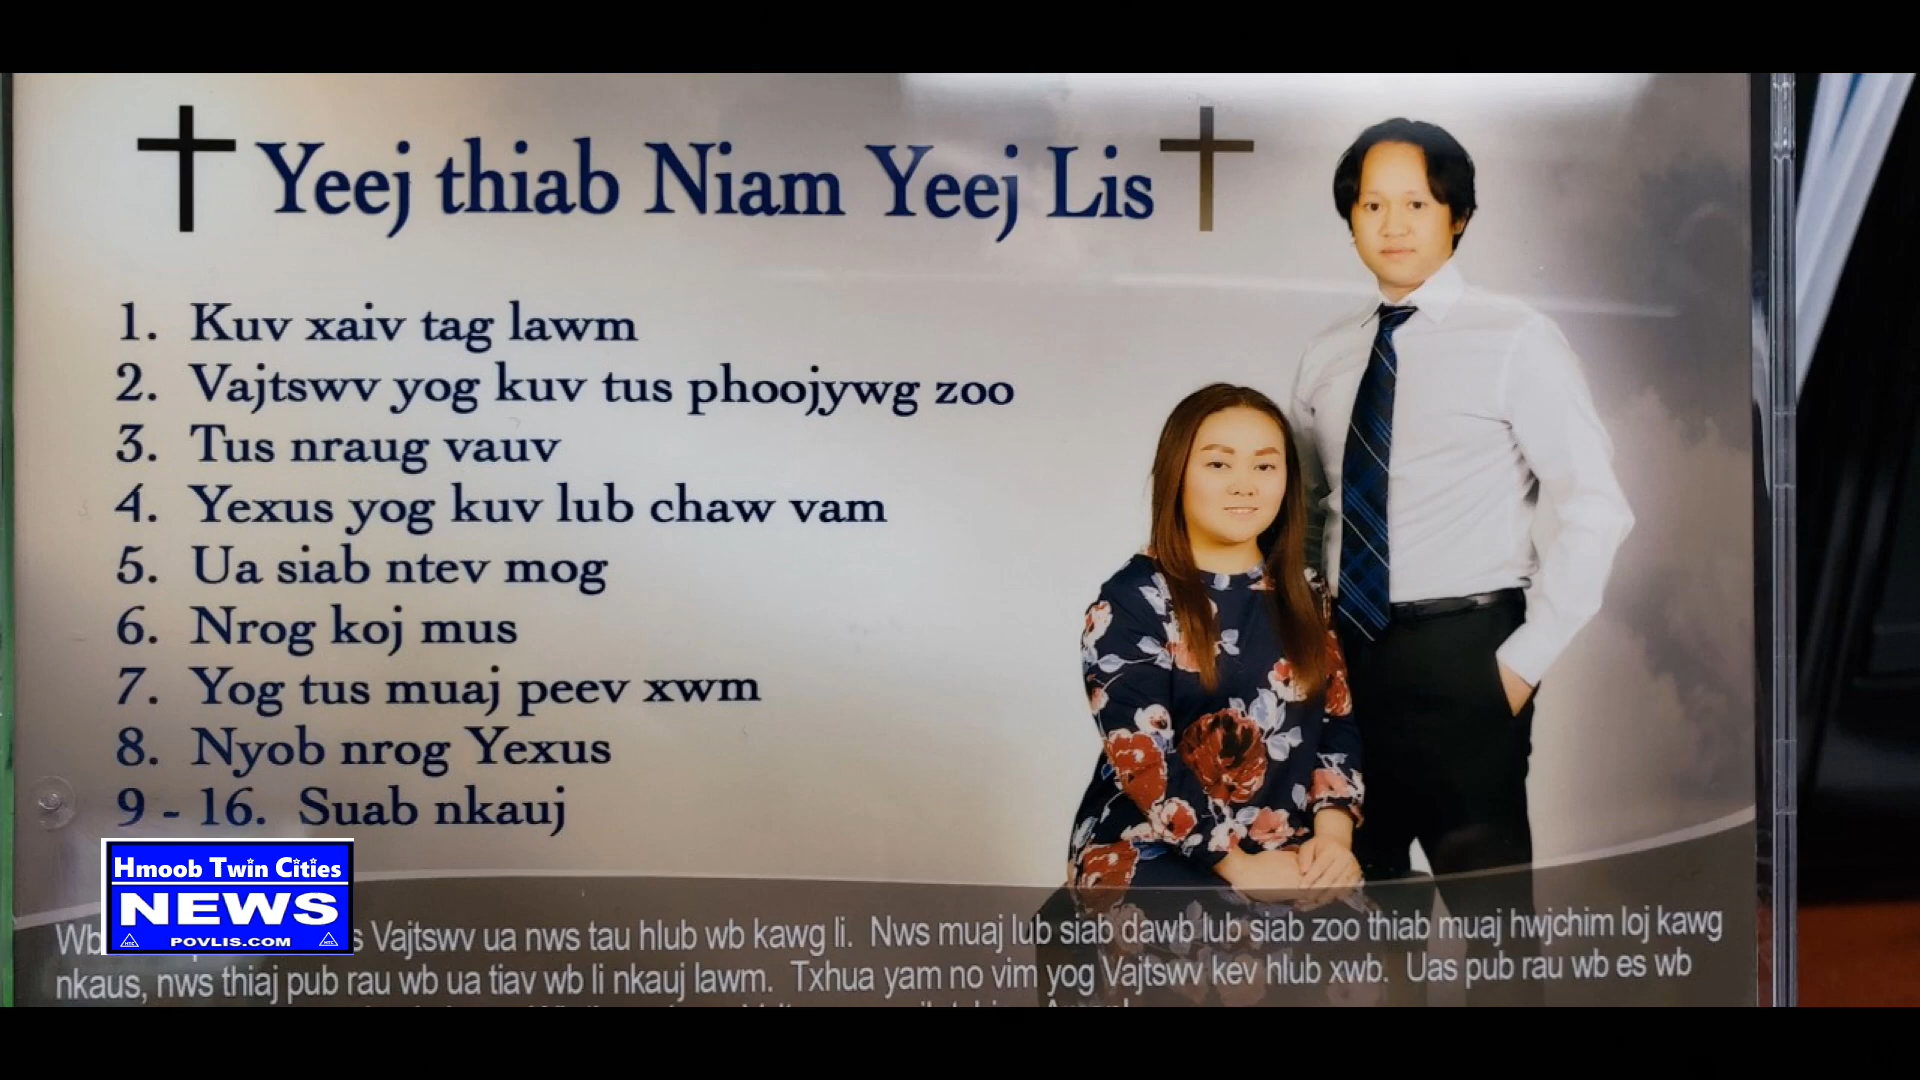 Yeej thiab Niam Yeej Lis
1. Kuv xaiv tag lawm
2. Vajtswv yog kuv tus phoojywg zoo
3. Tus nraug vauv
4. Yexus yog kuv lub chaw vam
5. Ua siab ntev mog
6. Nrog koj mus
7. Yog tus muaj peev xwm
8. Nyob nrog Yexus
9 - 16. Suab nkauj
Hmoob Twin Cities
NEWS
POVLIS.COM
Vajtswv ua nws tau hlub wb kawg li. Nws muaj lub siab dawb lub siab zoo thiab muaj hwjchim loj kawg
nkaus, nws thiaj pub rau wb ua tiav wb li nkauj lawm. Txhua yam no vim yog Vajtswv kev hlub xwb. Uas pub rau wb es wb